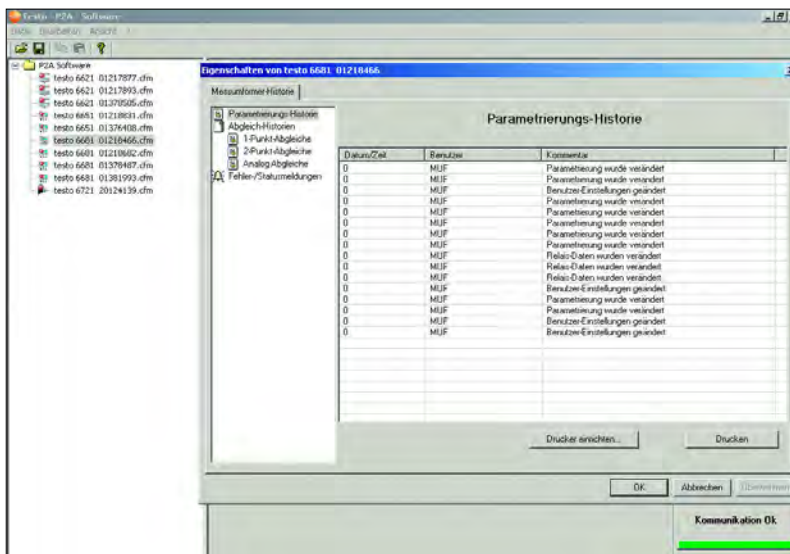 Testo - P2A - Software
Datei Bearbeiten Ansicht ?
P2A Software
testo 6621 01217877.cfm
testo 6621 01217893.cfm
testo 6621 01370505.cfm
testo 6651 01218631.cfm
testo 6651 01376408.cfm
testo 6681 01218466.cfm
testo 6681 01218682.cfm
testo 6681 01378487.cfm
testo 6681 01381993.cfm
testo 6721 20124139.cfm
Eigenschaften von testo 6681 01218466
Messumformer-Historie
Parametrierungs-Historie
Abgleich-Historien
1-Punkt-Abgleiche
2-Punkt-Abgleiche
Analog-Abgleiche
Fehler-/Statusmeldungen
Parametrierungs-Historie
Datum/Zeit Benutzer Kommentar
0 MUF Parametrierung wurde verändert
0 MUF Parametrierung wurde verändert
0 MUF Benutzer-Einstellungen geändert
0 MUF Parametrierung wurde verändert
0 MUF Parametrierung wurde verändert
0 MUF Parametrierung wurde verändert
0 MUF Parametrierung wurde verändert
0 MUF Parametrierung wurde verändert
0 MUF Relais-Daten wurden verändert
0 MUF Relais-Daten wurden verändert
0 MUF Relais-Daten wurden verändert
0 MUF Benutzer-Einstellungen geändert
0 MUF Parametrierung wurde verändert
0 MUF Parametrierung wurde verändert
0 MUF Benutzer-Einstellungen geändert
0 MUF Benutzer-Einstellungen geändert
Drucker einrichten... Drucken
OK Abbrechen
Kommunikation Ok